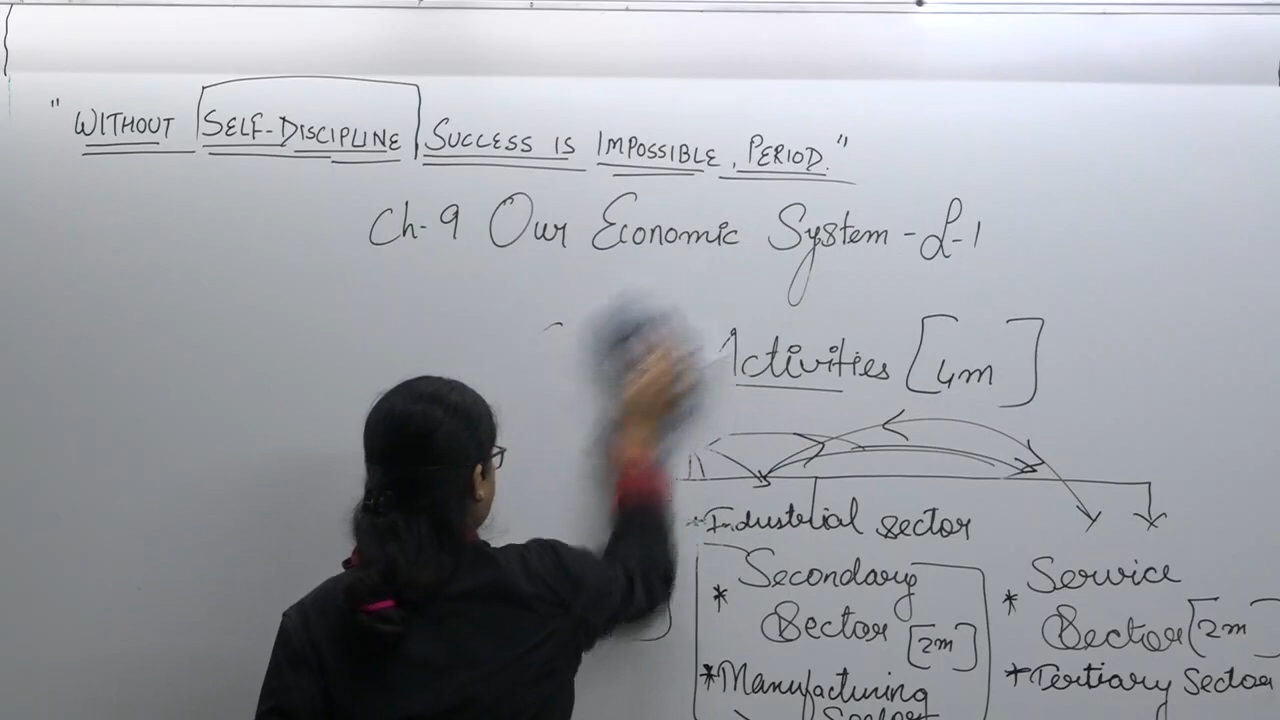 "WITHOUT SELF-DISCIPLINE SUCCESS IS IMPOSSIBLE, PERIOD."
Ch-9 Our Economic System - L-1
Activities [4m]
Industrial sector
* Secondary Sector [2m]
* Manufacturing Sector
* Service Sector [2m]
* Tertiary Sector